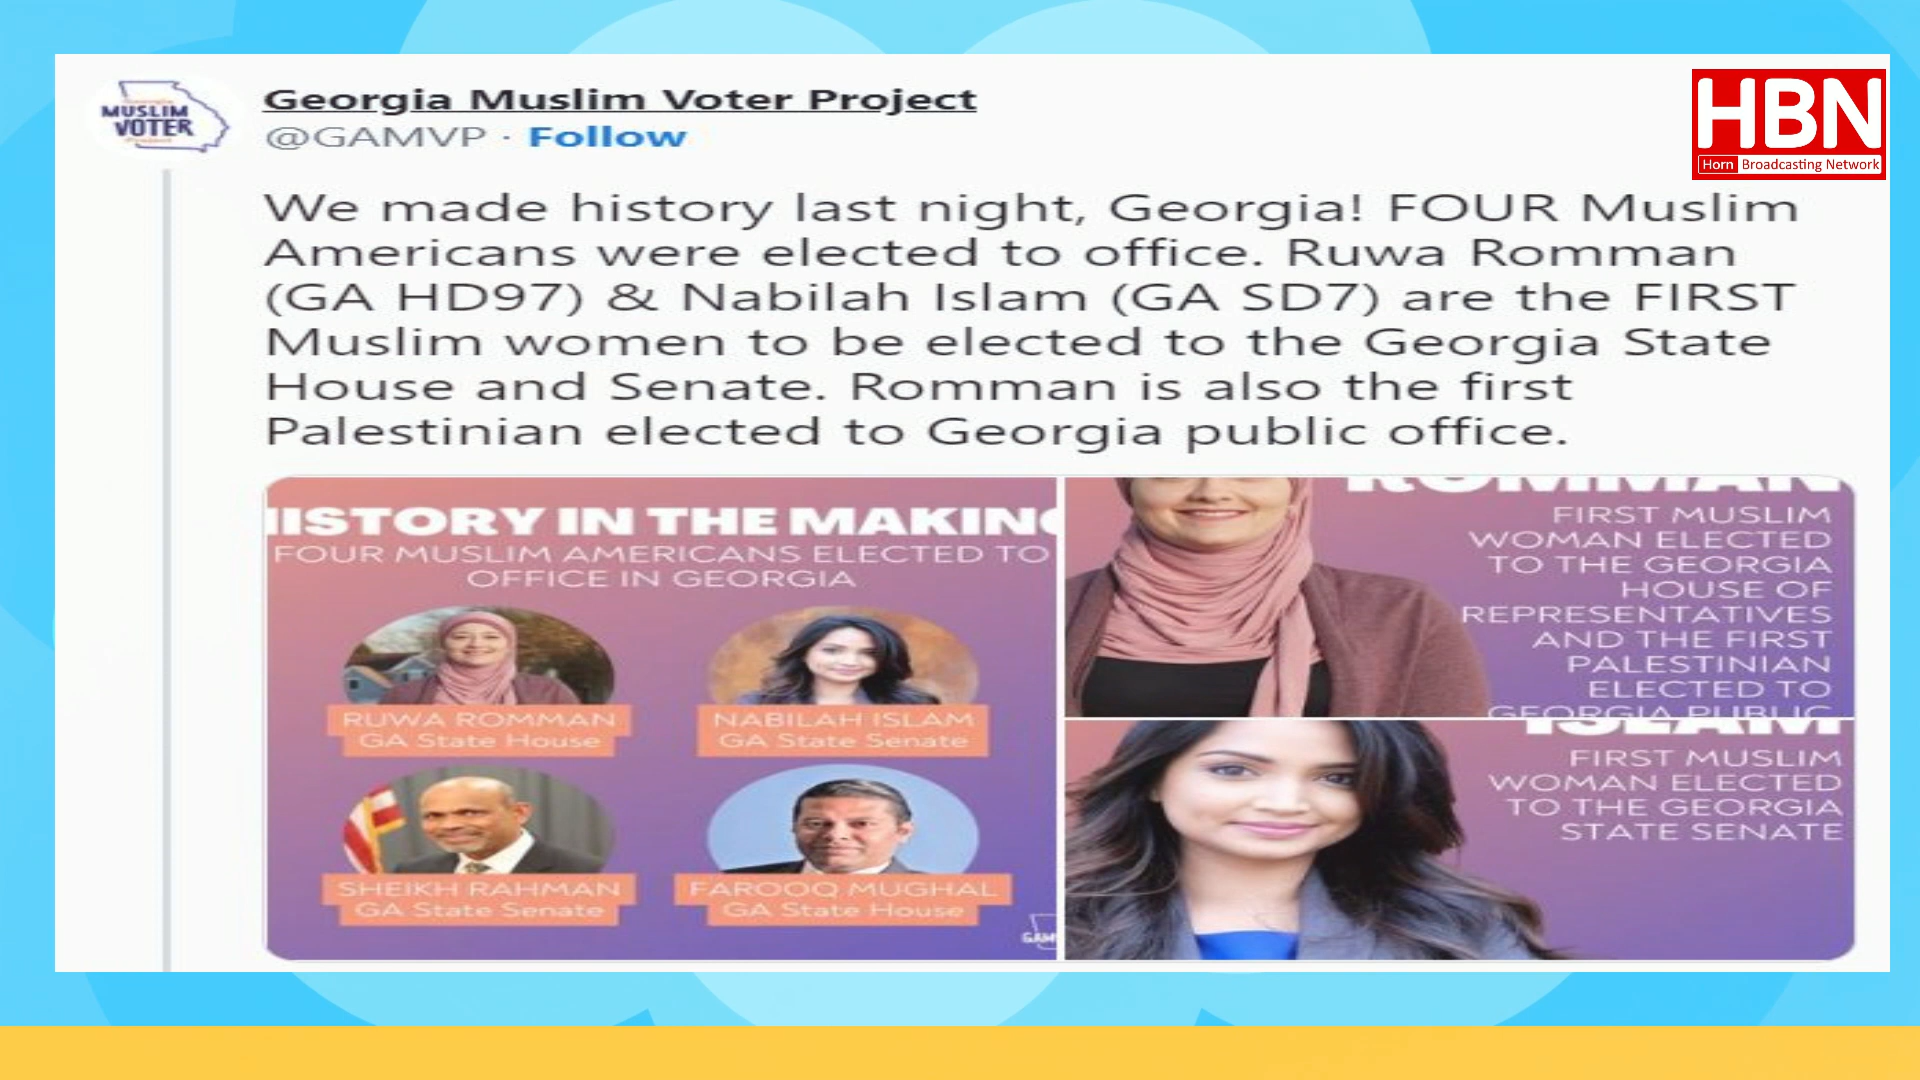 MUSLIM
VOTER
Georgia Muslim Voter Project
@GAMVP · Follow
HBN
Horn Broadcasting Network
We made history last night, Georgia! FOUR Muslim
Americans were elected to office. Ruwa Romman
(GA HD97) & Nabilah Islam (GA SD7) are the FIRST
Muslim women to be elected to the Georgia State
House and Senate. Romman is also the first
Palestinian elected to Georgia public office.
ISTORY IN THE MAKING
FOUR MUSLIM AMERICANS ELECTED TO
OFFICE IN GEORGIA
RUWA ROMMAN
GA State House
NABILAH ISLAM
GA State Senate
SHEIKH RAHMAN
GA State Senate
FAROOQ MUGHAL
GA State House
ROMMAN
FIRST MUSLIM
WOMAN ELECTED
TO THE GEORGIA
HOUSE OF
REPRESENTATIVES
AND THE FIRST
PALESTINIAN
ELECTED TO
GEORGIA PUBLIC
ISLAM
FIRST MUSLIM
WOMAN ELECTED
TO THE GEORGIA
STATE SENATE